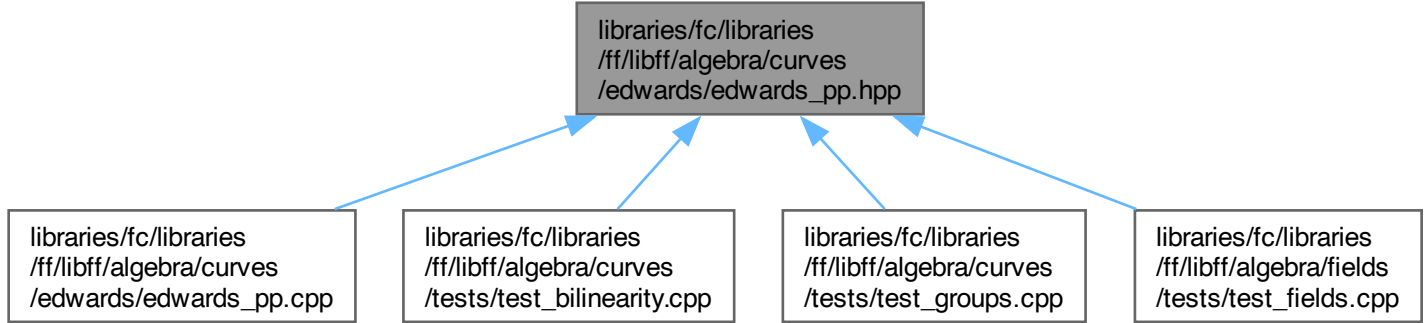 libraries/fc/libraries
/ff/libff/algebra/curves
/edwards/edwards_pp.hpp
libraries/fc/libraries
/ff/libff/algebra/curves
/edwards/edwards_pp.cpp
libraries/fc/libraries
/ff/libff/algebra/curves
/tests/test_bilinearity.cpp
libraries/fc/libraries
/ff/libff/algebra/curves
/tests/test_groups.cpp
libraries/fc/libraries
/ff/libff/algebra/fields
/tests/test_fields.cpp